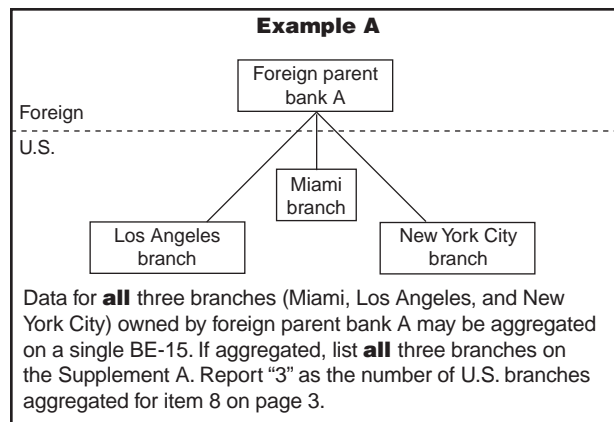 Example A
Foreign parent
bank A
Foreign
U.S.
Miami
branch
Los Angeles
branch
New York City
branch
Data for all three branches (Miami, Los Angeles, and New
York City) owned by foreign parent bank A may be aggregated
on a single BE-15. If aggregated, list all three branches on
the Supplement A. Report “3” as the number of U.S. branches
aggregated for item 8 on page 3.